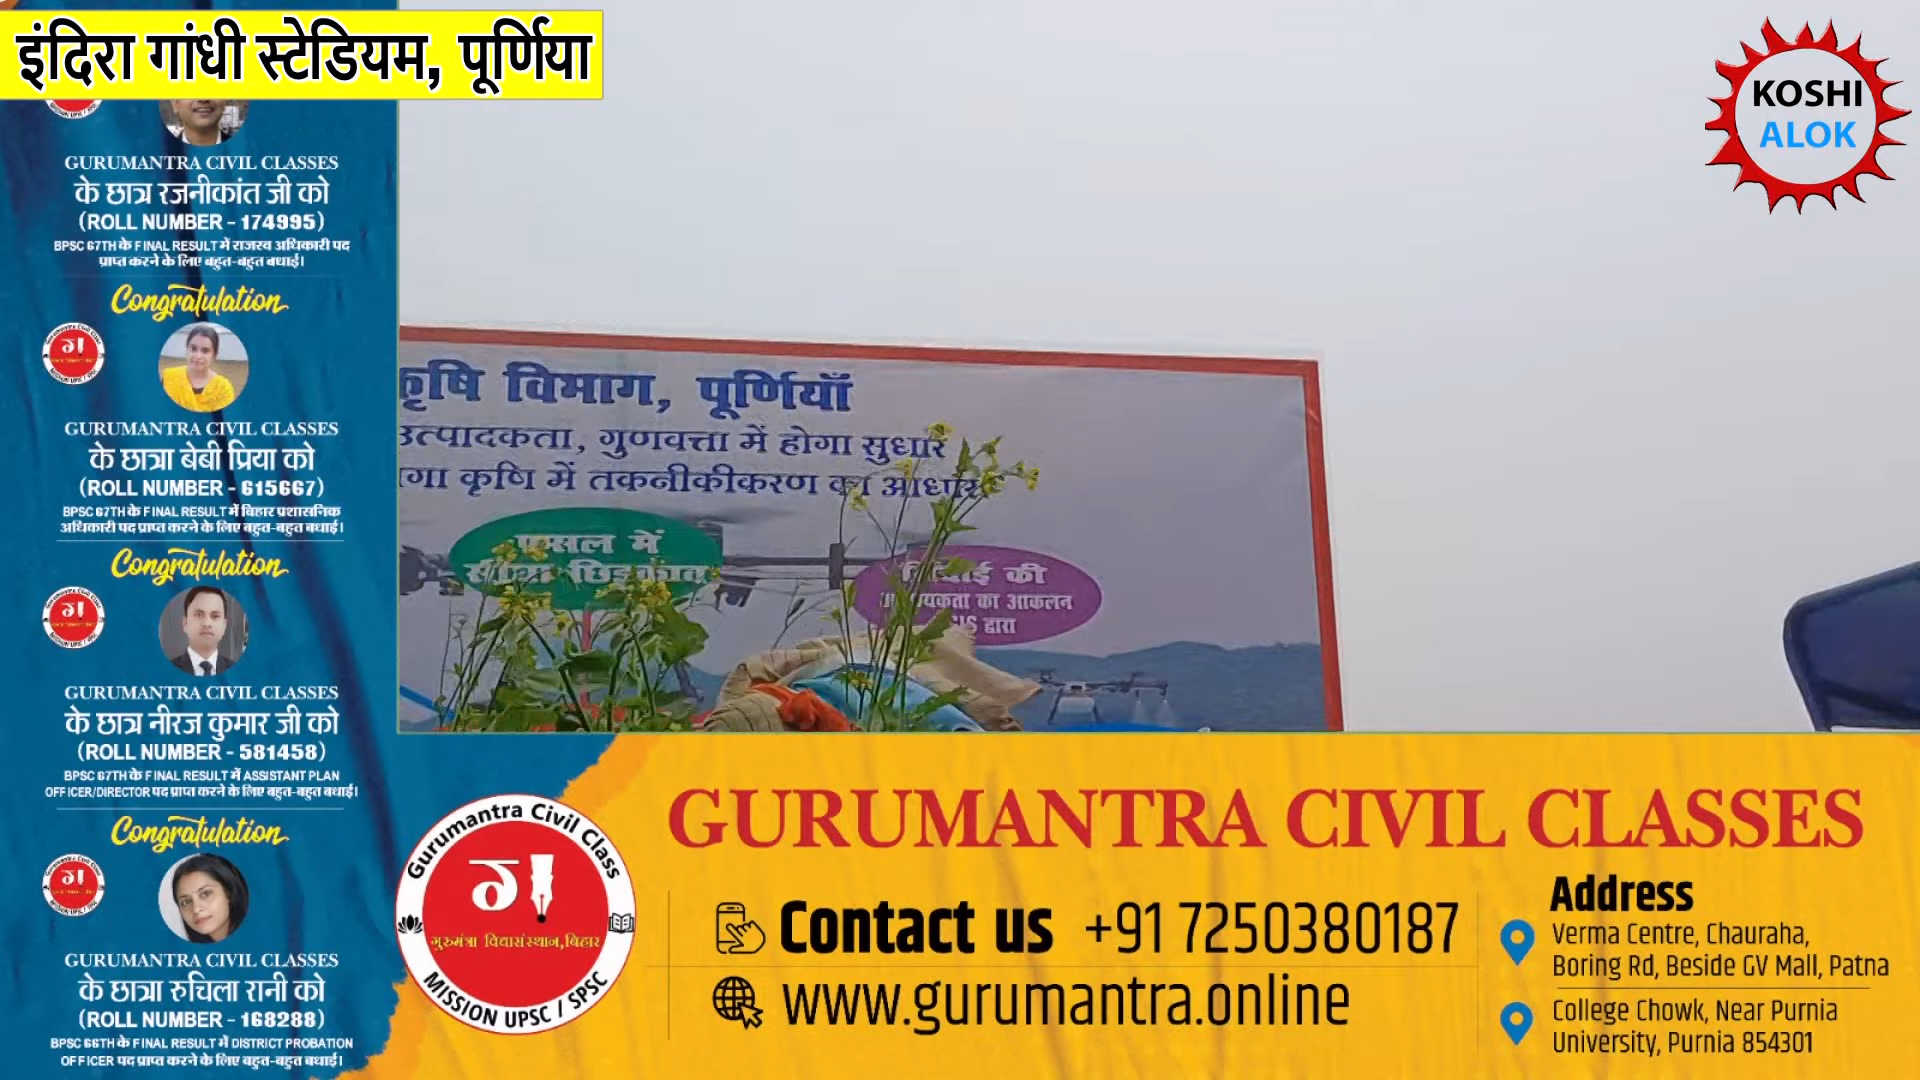 इंदिरा गांधी स्टेडियम, पूर्णिया
KOSHI
ALOK
GURUMANTRA CIVIL CLASSES
के छात्र रजनीकांत जी को
(ROLL NUMBER - 174995)
BPSC 67TH के FINAL RESULT में राजस्व अधिकारी पद
प्राप्त करने के लिए बहुत-बहुत बधाई।
Congratulation
GURUMANTRA CIVIL CLASSES
के छात्रा बेबी प्रिया को
(ROLL NUMBER - 615667)
BPSC 67TH के FINAL RESULT में बिहार प्रशासनिक
अधिकारी पद प्राप्त करने के लिए बहुत-बहुत बधाई।
Congratulation
GURUMANTRA CIVIL CLASSES
के छात्र नीरज कुमार जी को
(ROLL NUMBER - 581458)
BPSC 67TH के FINAL RESULT में ASSISTANT PLAN
OFFICER/DIRECTOR पद प्राप्त करने के लिए बहुत-बहुत बधाई।
Congratulation
GURUMANTRA CIVIL CLASSES
के छात्रा रुचिला रानी को
(ROLL NUMBER - 168288)
BPSC 66TH के FINAL RESULT में DISTRICT PROBATION
OFFICER पद प्राप्त करने के लिए बहुत-बहुत बधाई।
कृषि विभाग, पूर्णियाँ
उत्पादकता, गुणवत्ता में होगा सुधार
कृषि में तकनीकीकरण का आधार
फसल में
की
का आकलन
द्वारा
Gurumantra Civil Class
गुरुमंत्रा विद्यासंस्थान, बिहार
MISSION UPSC / SPSC
GURUMANTRA CIVIL CLASSES
Contact us +91 7250380187
www.gurumantra.online
Address
Verma Centre, Chauraha,
Boring Rd, Beside GV Mall, Patna
College Chowk, Near Purnia
University, Purnia 854301